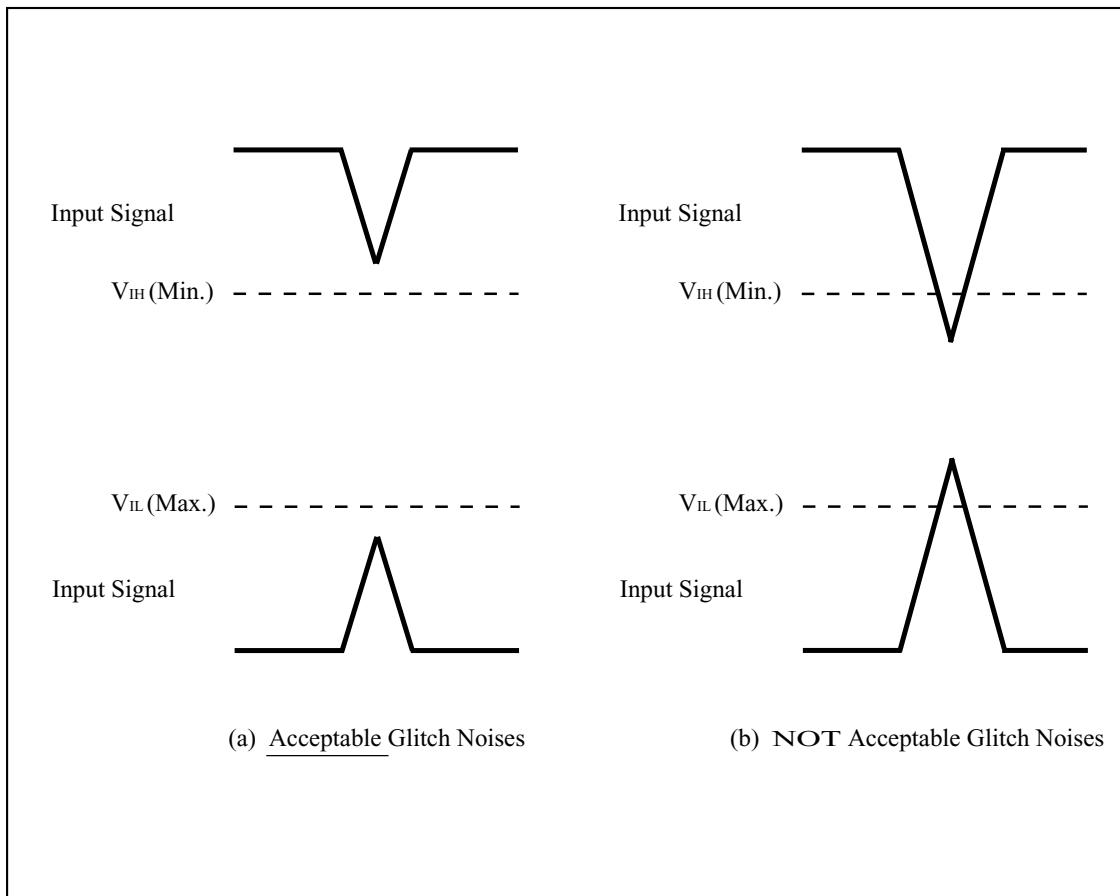 Input Signal
VIH (Min.)
VIL (Max.)
Input Signal
(a) Acceptable Glitch Noises
Input Signal
VIH (Min.)
VIL (Max.)
Input Signal
(b) NOT Acceptable Glitch Noises